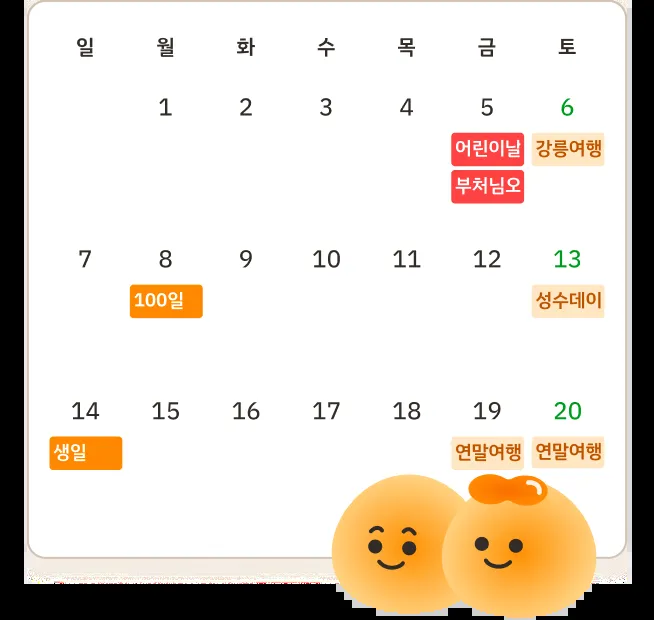 일 월 화 수 목 금 토
1 2 3 4 5 6
어린이날 강릉여행
부처님오
7 8 9 10 11 12 13
100일 성수데이
14 15 16 17 18 19 20
생일 연말여행 연말여행